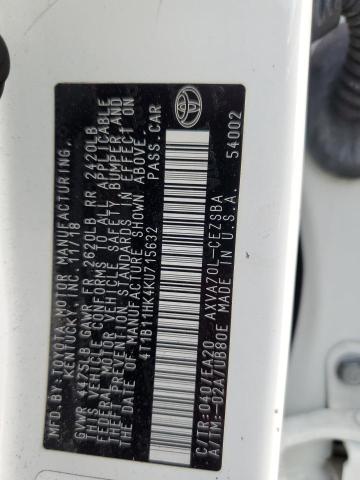 MFD BY:TOYOTA MOTOR MANUFACTURING
KENTUCKY, INC. 11/18
GVWR 4475LB GAWR FR 2620LB RR 2420LB
THIS VEHICLE CONFORMS TO ALL APPLICABLE
FEDERAL MOTOR VEHICLE SAFETY, BUMPER, AND
THEFT PREVENTION STANDARDS IN EFFECT ON
THE DATE OF MANUFACTURE SHOWN ABOVE.
4T1B11HK4KU715632 PASS.CAR
C/TR:040/EA20 AXVA70L-CEZSBA
A/TM:-02A/UB80E MADE IN U.S.A.
54002